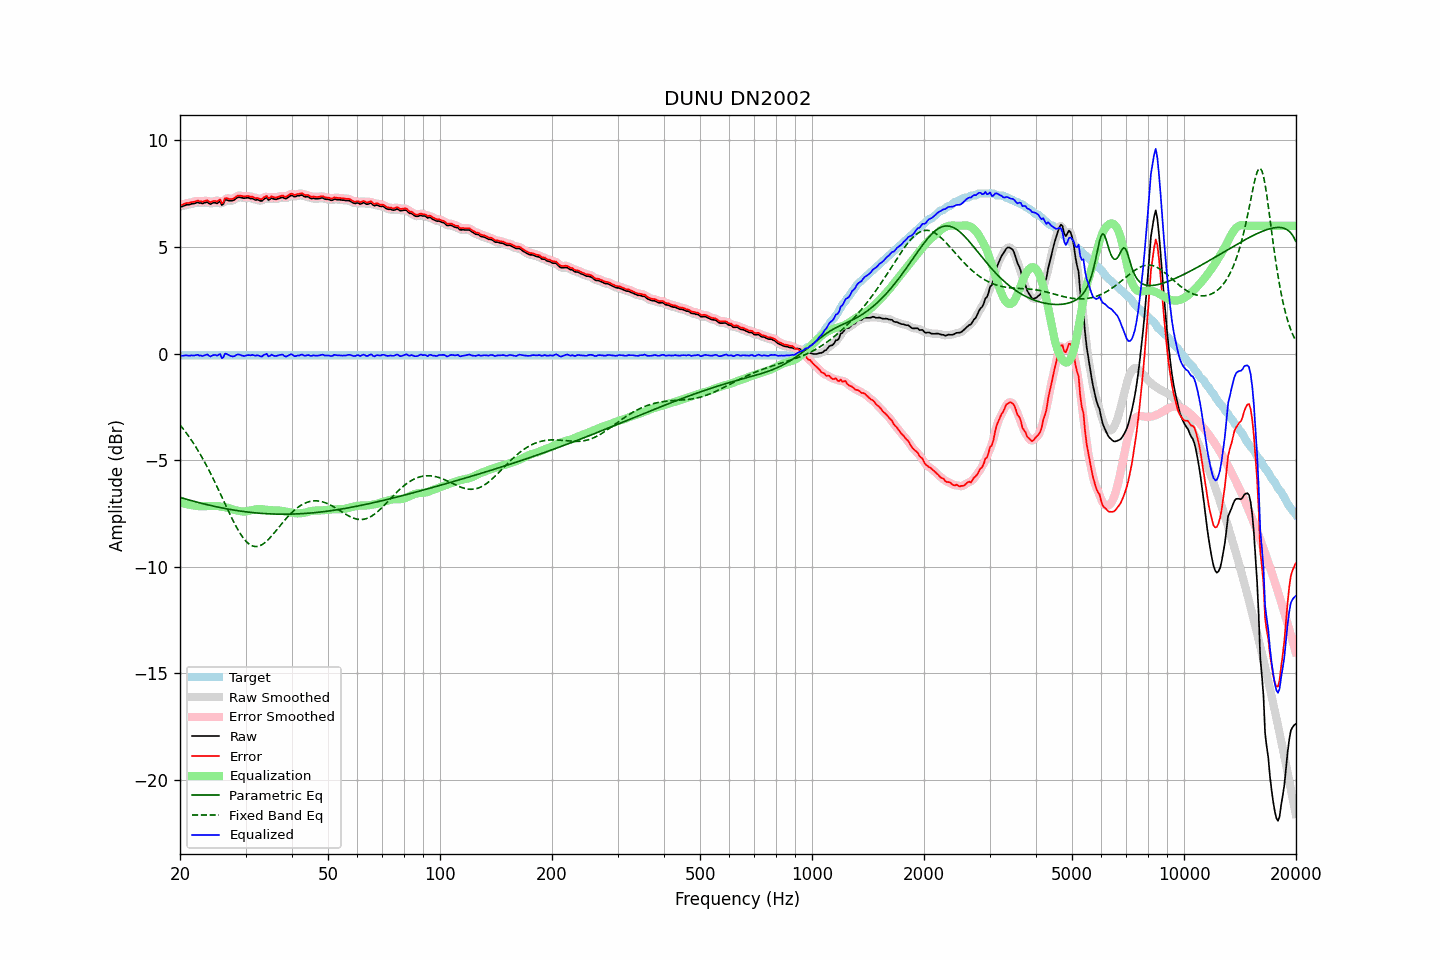 DUNU DN2002
Amplitude (dBr)
10
5
0
−5
−10
−15
−20
Target
Raw Smoothed
Error Smoothed
Raw
Error
Equalization
Parametric Eq
Fixed Band Eq
Equalized
20 50 100 200 500 1000 2000 5000 10000 20000
Frequency (Hz)